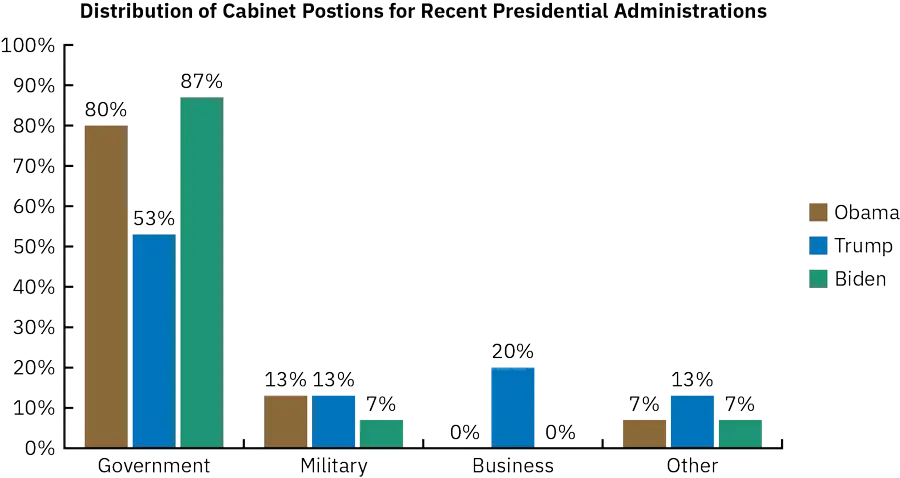 Distribution of Cabinet Postions for Recent Presidential Administrations
100%
90%
80%
70%
60%
50%
40%
30%
20%
10%
0%
80%
53%
87%
13%
13%
7%
0%
20%
0%
7%
13%
7%
Government
Military
Business
Other
Obama
Trump
Biden